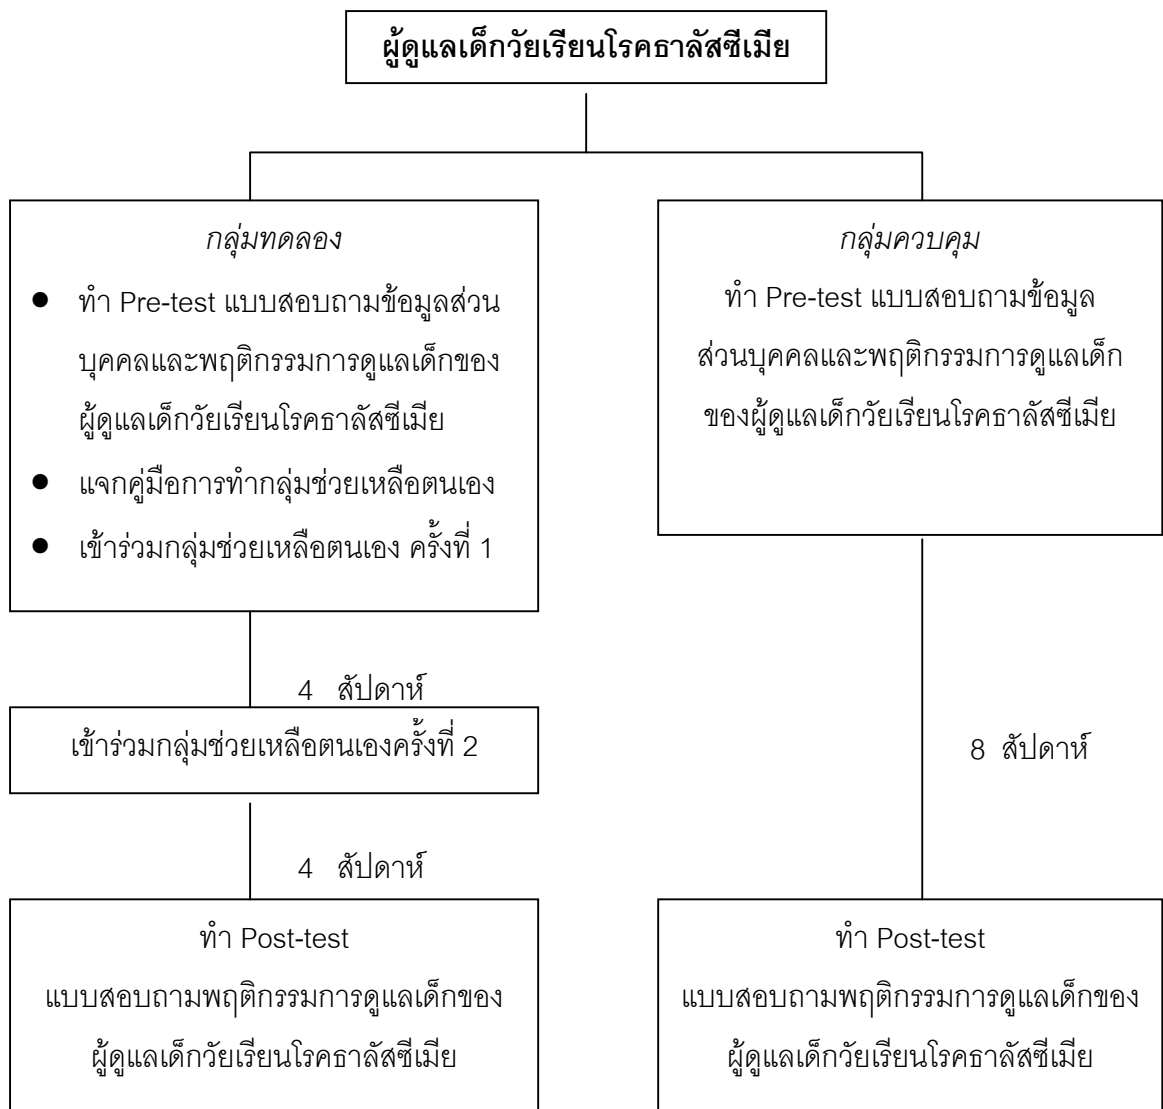 ผู้ดูแลเด็กวัยเรียนโรคธาลัสซีเมีย
กลุ่มทดลอง
● ทำ Pre-test แบบสอบถามข้อมูลส่วน
บุคคลและพฤติกรรมการดูแลเด็กของ
ผู้ดูแลเด็กวัยเรียนโรคธาลัสซีเมีย
● แจกคู่มือการทำกลุ่มช่วยเหลือตนเอง
● เข้าร่วมกลุ่มช่วยเหลือตนเอง ครั้งที่ 1
4 สัปดาห์
เข้าร่วมกลุ่มช่วยเหลือตนเองครั้งที่ 2
4 สัปดาห์
ทำ Post-test
แบบสอบถามพฤติกรรมการดูแลเด็กของ
ผู้ดูแลเด็กวัยเรียนโรคธาลัสซีเมีย
กลุ่มควบคุม
ทำ Pre-test แบบสอบถามข้อมูล
ส่วนบุคคลและพฤติกรรมการดูแลเด็ก
ของผู้ดูแลเด็กวัยเรียนโรคธาลัสซีเมีย
8 สัปดาห์
ทำ Post-test
แบบสอบถามพฤติกรรมการดูแลเด็กของ
ผู้ดูแลเด็กวัยเรียนโรคธาลัสซีเมีย